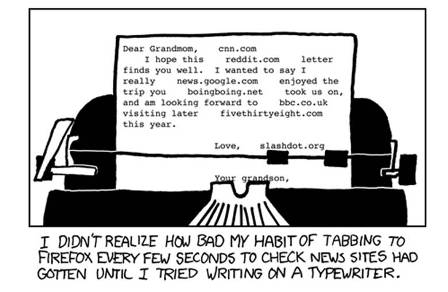 Dear Grandmom,    cnn.com
I hope this    reddit.com    letter
finds you well.  I wanted to say I
really    news.google.com    enjoyed the
trip you    boingboing.net    took us on,
and am looking forward to    bbc.co.uk
visiting later    fivethirtyeight.com
this year.
Love,    slashdot.org
Your grandson,
I DIDN'T REALIZE HOW BAD MY HABIT OF TABBING TO
FIREFOX EVERY FEW SECONDS TO CHECK NEWS SITES HAD
GOTTEN UNTIL I TRIED WRITING ON A TYPEWRITER.